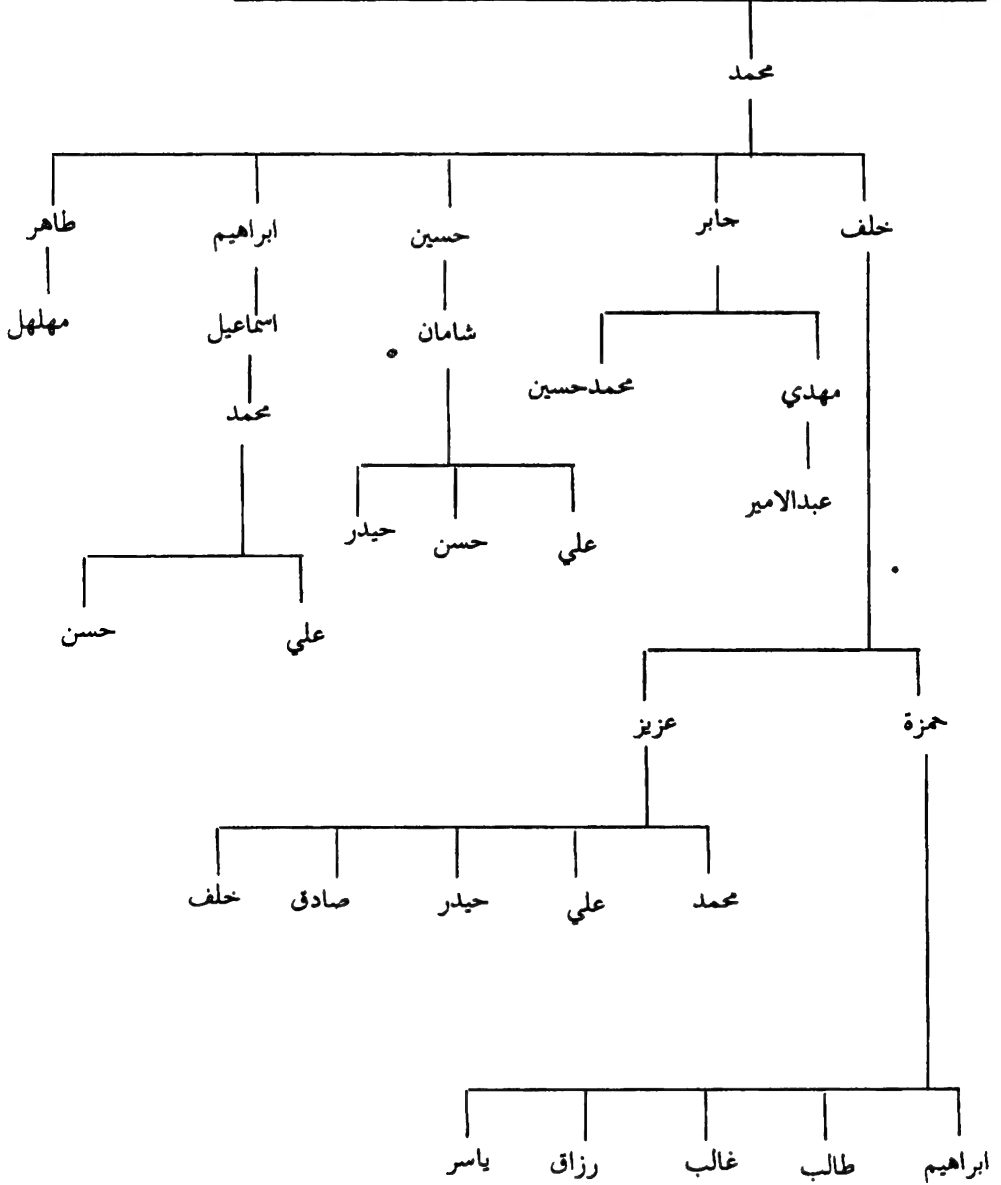 محمد
خلف حابر حسين ابراهيم طاهر
شامان اسماعيل مهلهل
مهدي محمدحسين محمد
عبدالامير
علي حسن حيدر
علي حسن
حمزة عزيز
محمد علي حيدر صادق خلف
ابراهيم طالب غالب رزاق ياسر